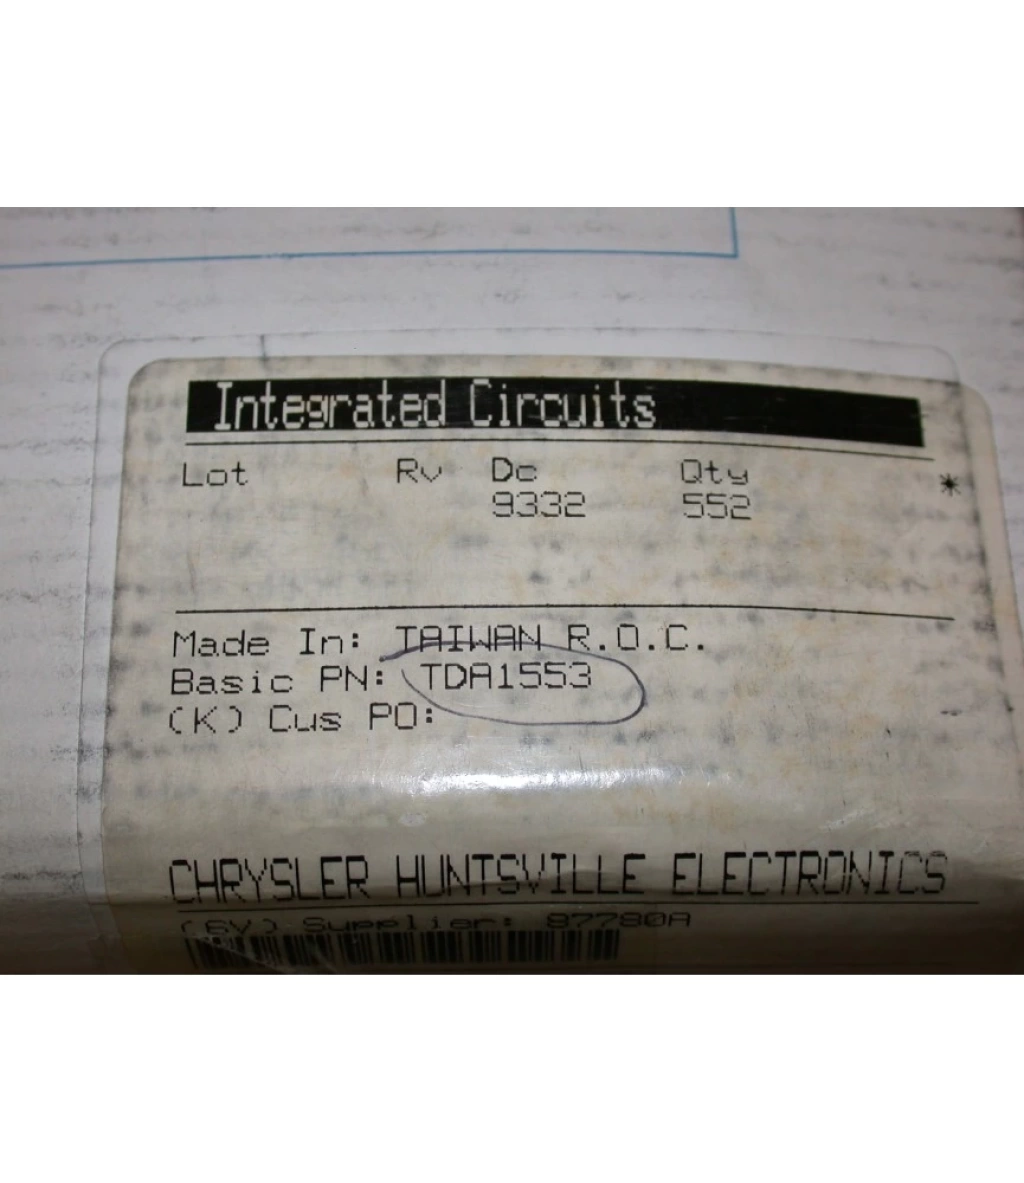 Integrated Circuits
Lot Rv Dc Qty
9332 552 *
Made In: TAIWAN R.O.C.
Basic PN: TDA1553
(K) Cus PO:
CHRYSLER HUNTSVILLE ELECTRONICS
(6V) Supplier: 87780A